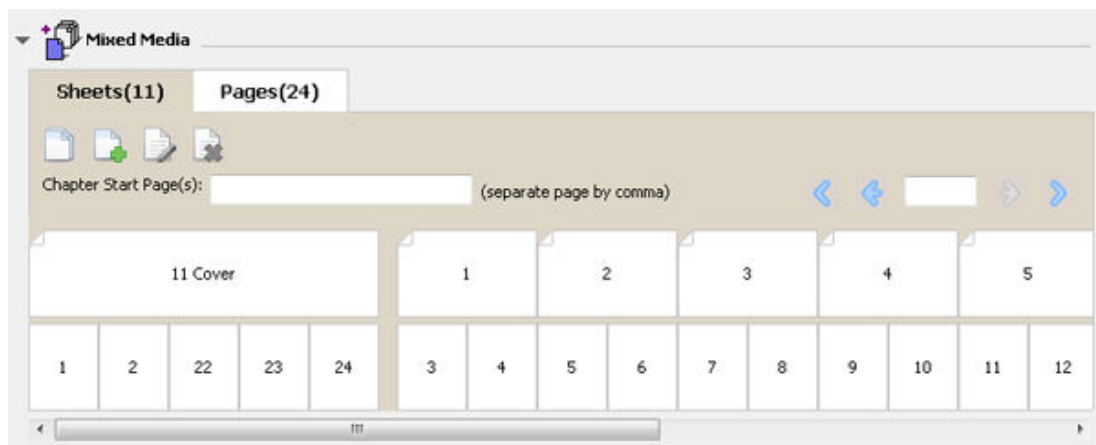 Mixed Media
Sheets(11) Pages(24)
Chapter Start Page(s): (separate page by comma)
11 Cover 1 2 3 4 5
1 2 22 23 24 3 4 5 6 7 8 9 10 11 12